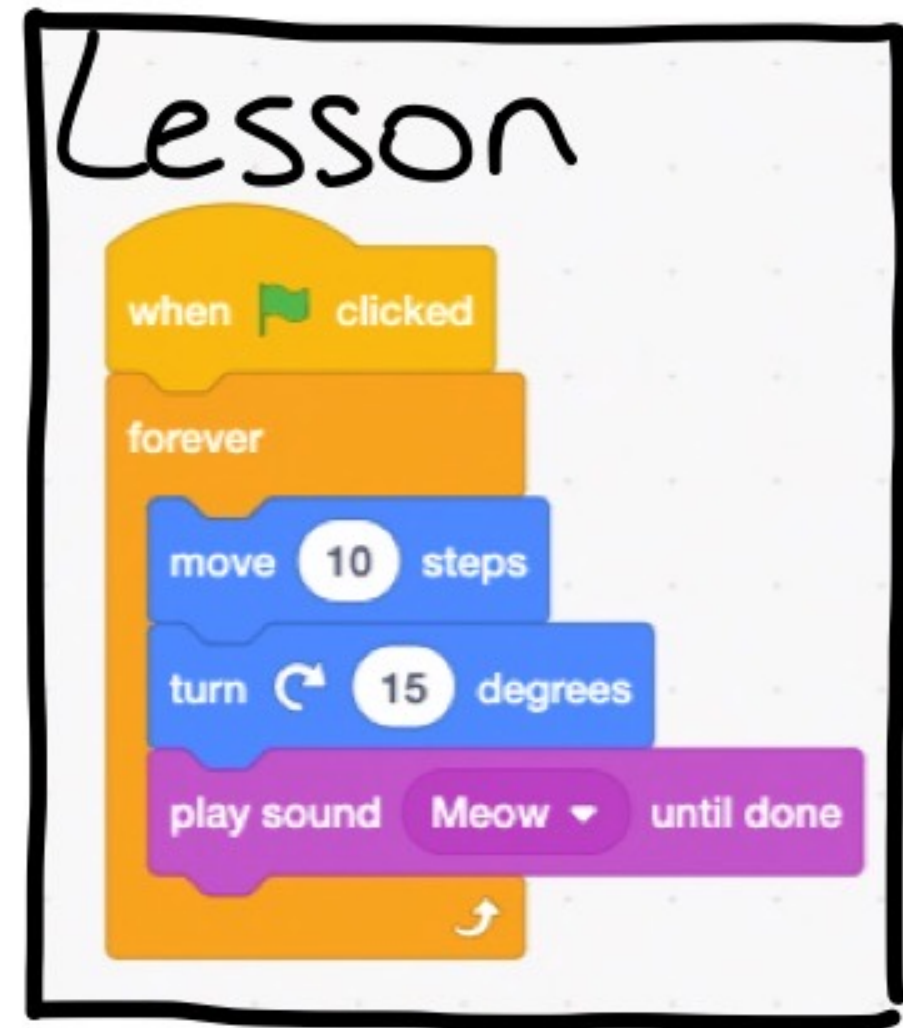 Lesson
when clicked
forever
move 10 steps
turn 15 degrees
play sound Meow until done